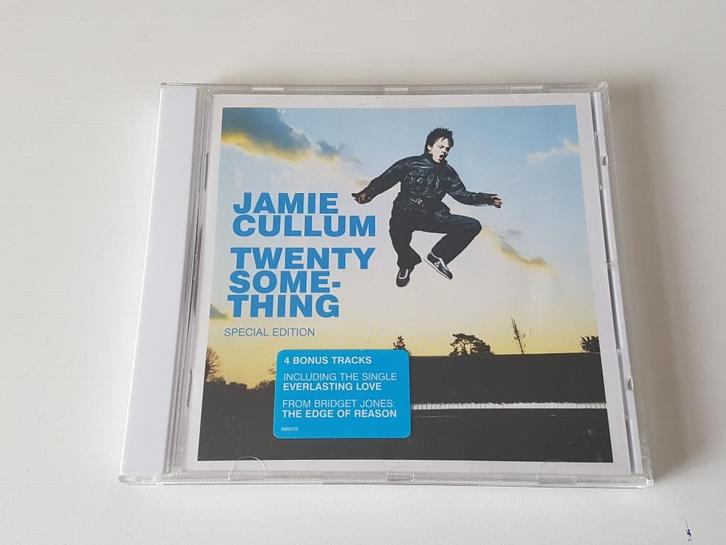 JAMIE
CULLUM
TWENTY
SOME-
THING
SPECIAL EDITION
4 BONUS TRACKS
INCLUDING THE SINGLE
EVERLASTING LOVE
FROM BRIDGET JONES:
THE EDGE OF REASON